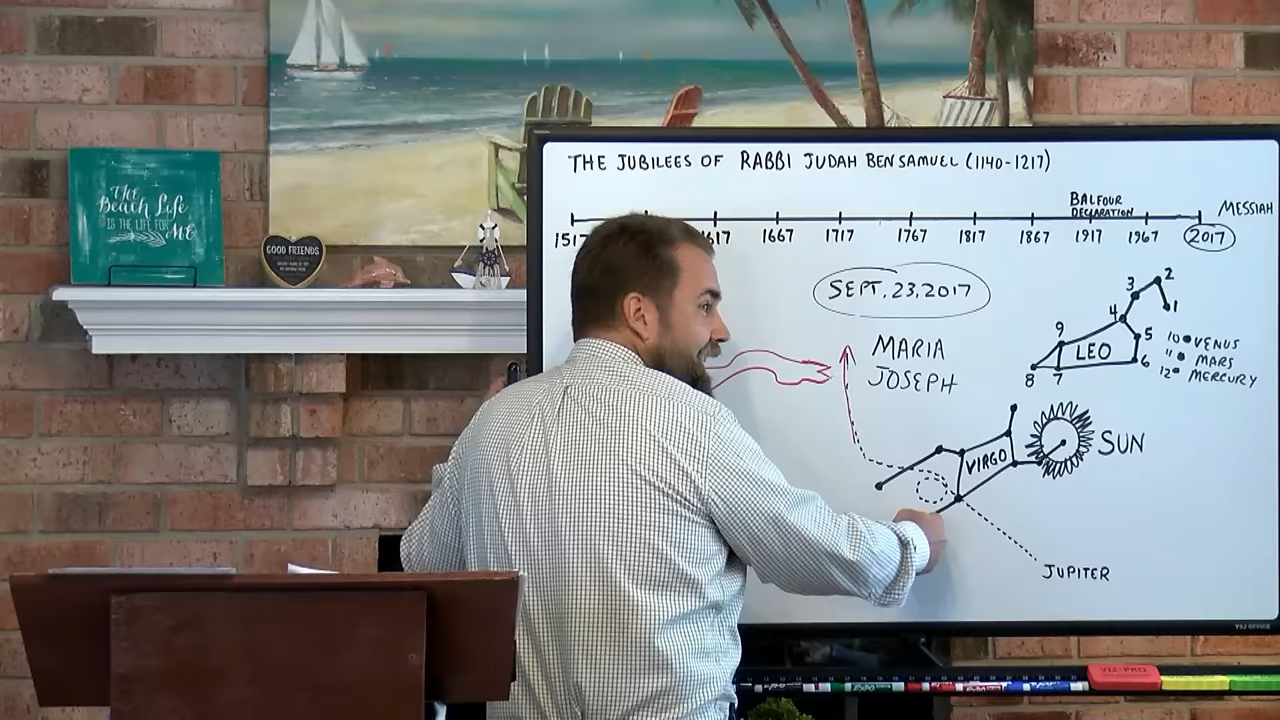 THE JUBILEES OF RABBI JUDAH BEN SAMUEL (1140-1217)
BALFOUR
DECLARATION
MESSIAH
1667 1717 1767 1817 1867 1917 1967 2017
SEPT. 23, 2017
MARIA
JOSEPH
1 2 3 4 5 6 7 8 9
LEO
10 VENUS
11 MARS
12 MERCURY
VIRGO
SUN
JUPITER
The
Beach Life
IS THE LIFE FOR
ME
GOOD FRIENDS
VIZ-PRO